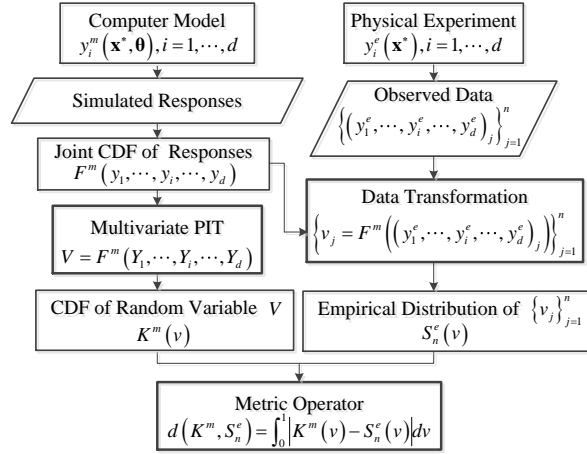 Computer Model
y_i^m(x*,θ), i = 1,⋯,d
Simulated Responses
Joint CDF of Responses
F^m(y_1,⋯,y_i,⋯,y_d)
Multivariate PIT
V = F^m(Y_1,⋯,Y_i,⋯,Y_d)
CDF of Random Variable V
K^m(v)
Physical Experiment
y_i^e(x*), i = 1,⋯,d
Observed Data
{(y_1^e,⋯,y_i^e,⋯,y_d^e)_j}_{j=1}^n
Data Transformation
{v_j = F^m((y_1^e,⋯,y_i^e,⋯,y_d^e)_j)}_{j=1}^n
Empirical Distribution of {v_j}_{j=1}^n
S_n^e(v)
Metric Operator
d(K^m,S_n^e) = ∫_0^1|K^m(v) − S_n^e(v)|dv